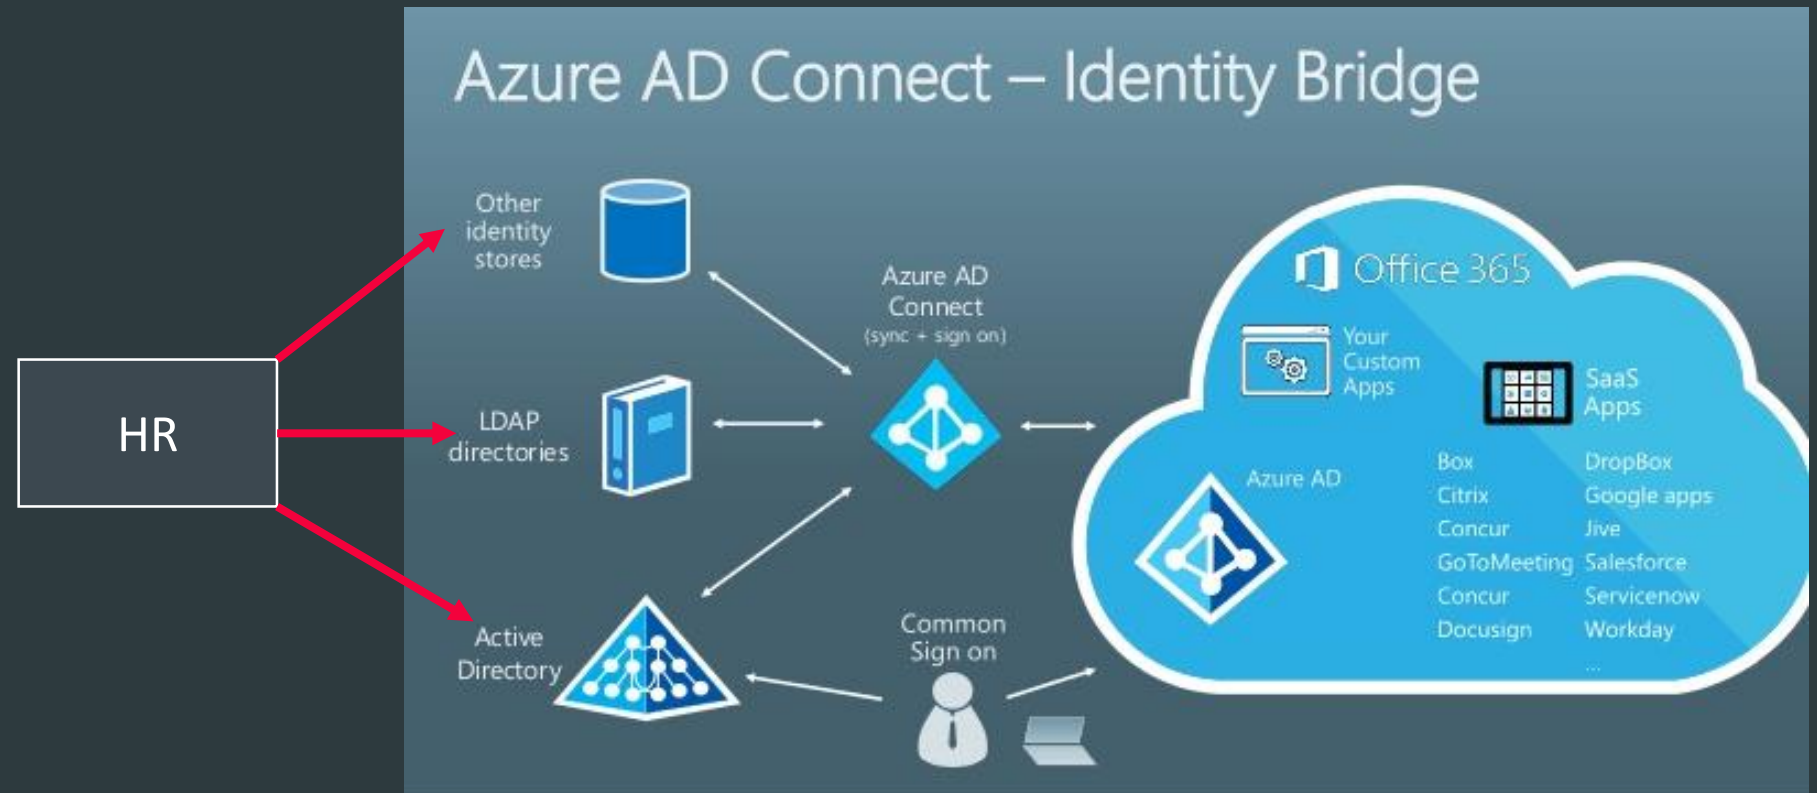 Azure AD Connect – Identity Bridge
HR
Other
identity
stores
LDAP
directories
Active
Directory
Azure AD
Connect
(sync + sign on)
Common
Sign on
Office 365
Your
Custom
Apps
SaaS
Apps
Azure AD
Box
Citrix
Concur
GoToMeeting
Concur
Docusign
DropBox
Google apps
Jive
Salesforce
Servicenow
Workday
...